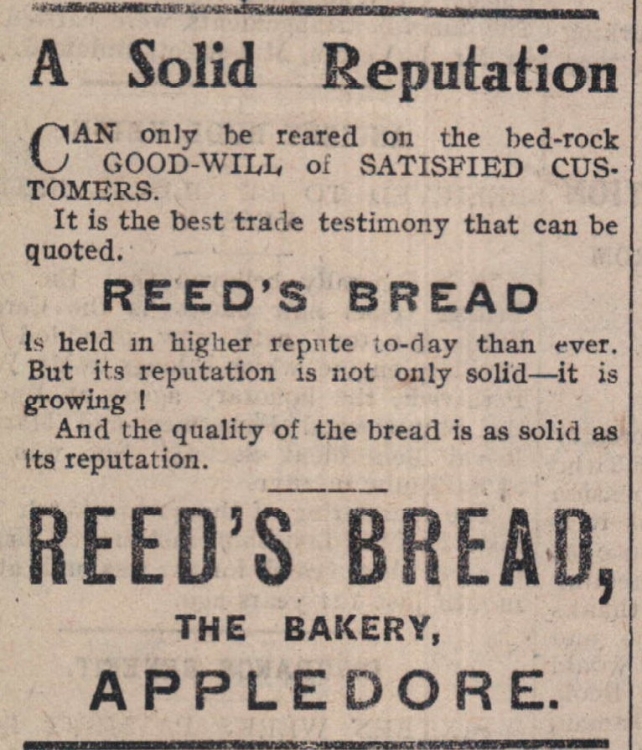 A Solid Reputation
CAN only be reared on the bed-rock
GOOD-WILL of SATISFIED CUS-
TOMERS.
It is the best trade testimony that can be
quoted.
REED'S BREAD
Is held in higher repute to-day than ever.
But its reputation is not only solid—it is
growing !
And the quality of the bread is as solid as
its reputation.
REED'S BREAD,
THE BAKERY,
APPLEDORE.